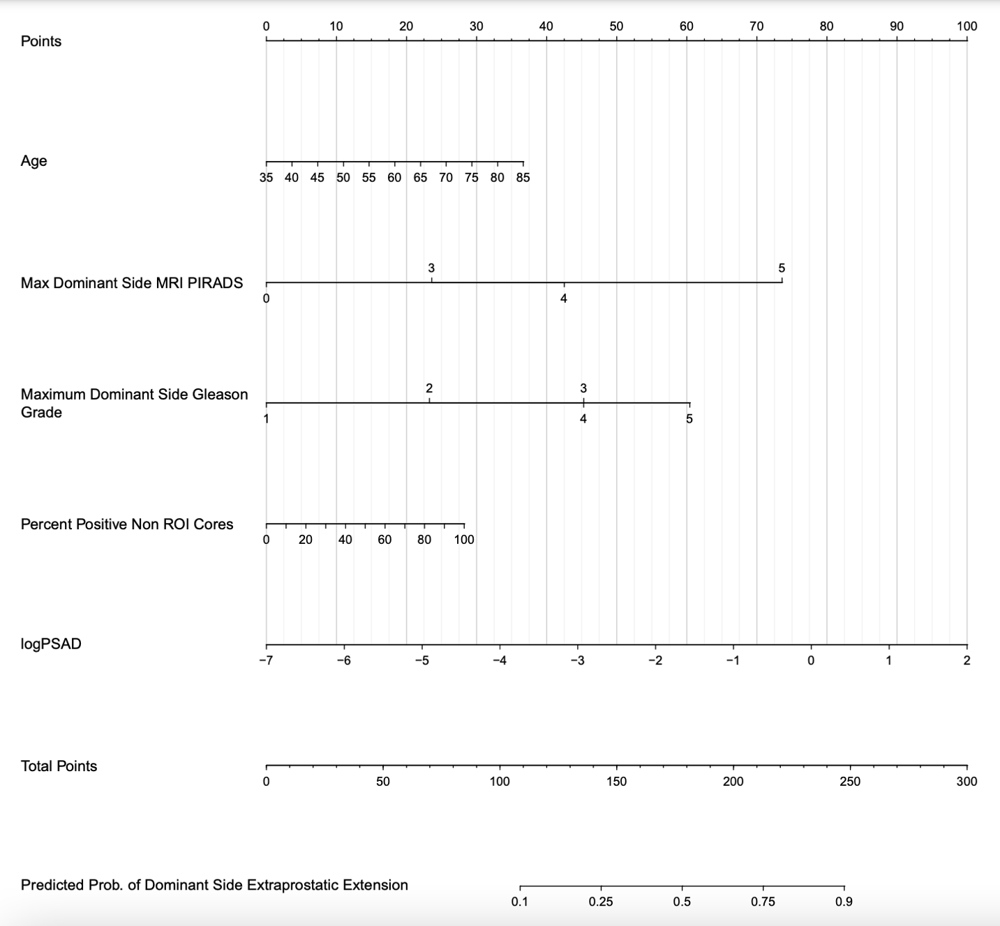 0 10 20 30 40 50 60 70 80 90 100
Points
Age
35 40 45 50 55 60 65 70 75 80 85
3 5
Max Dominant Side MRI PIRADS
0 4
2 3
Maximum Dominant Side Gleason
Grade
1 4 5
Percent Positive Non ROI Cores
0 20 40 60 80 100
logPSAD
−7 −6 −5 −4 −3 −2 −1 0 1 2
Total Points
0 50 100 150 200 250 300
Predicted Prob. of Dominant Side Extraprostatic Extension
0.1 0.25 0.5 0.75 0.9